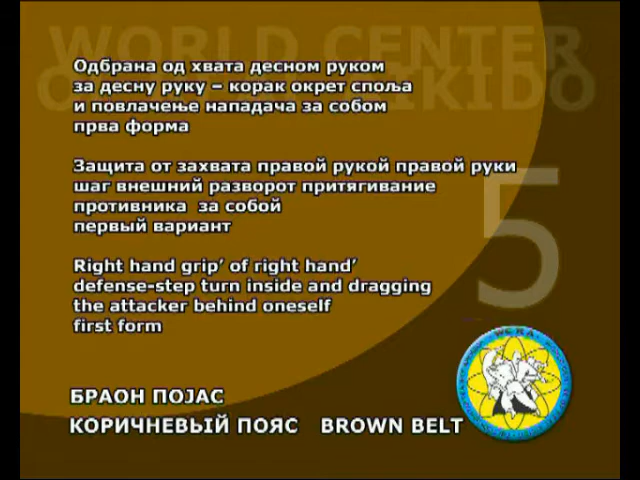 WORLD CENTER
Одбрана од хвата десном руком
за десну руку – корак окрет споља
и повлачење нападача за собом
прва форма
Защита от захвата правой рукой правой руки
шаг внешний разворот притягивание
противника за собой
первый вариант
5
Right hand grip’ of right hand’
defense-step turn inside and dragging
the attacker behind oneself
first form
БРАОН ПОЈАС
КОРИЧНЕВЫЙ ПОЯС BROWN BELT